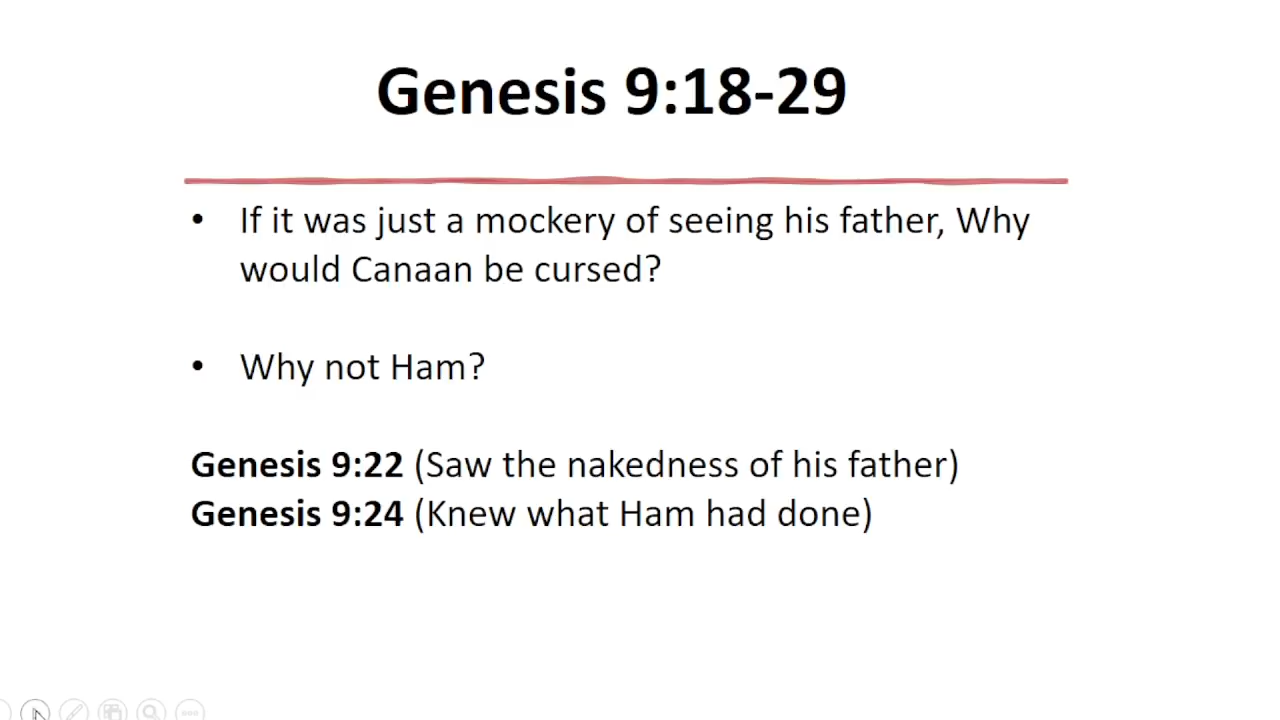 Genesis 9:18-29
• If it was just a mockery of seeing his father, Why
would Canaan be cursed?
• Why not Ham?
Genesis 9:22 (Saw the nakedness of his father)
Genesis 9:24 (Knew what Ham had done)